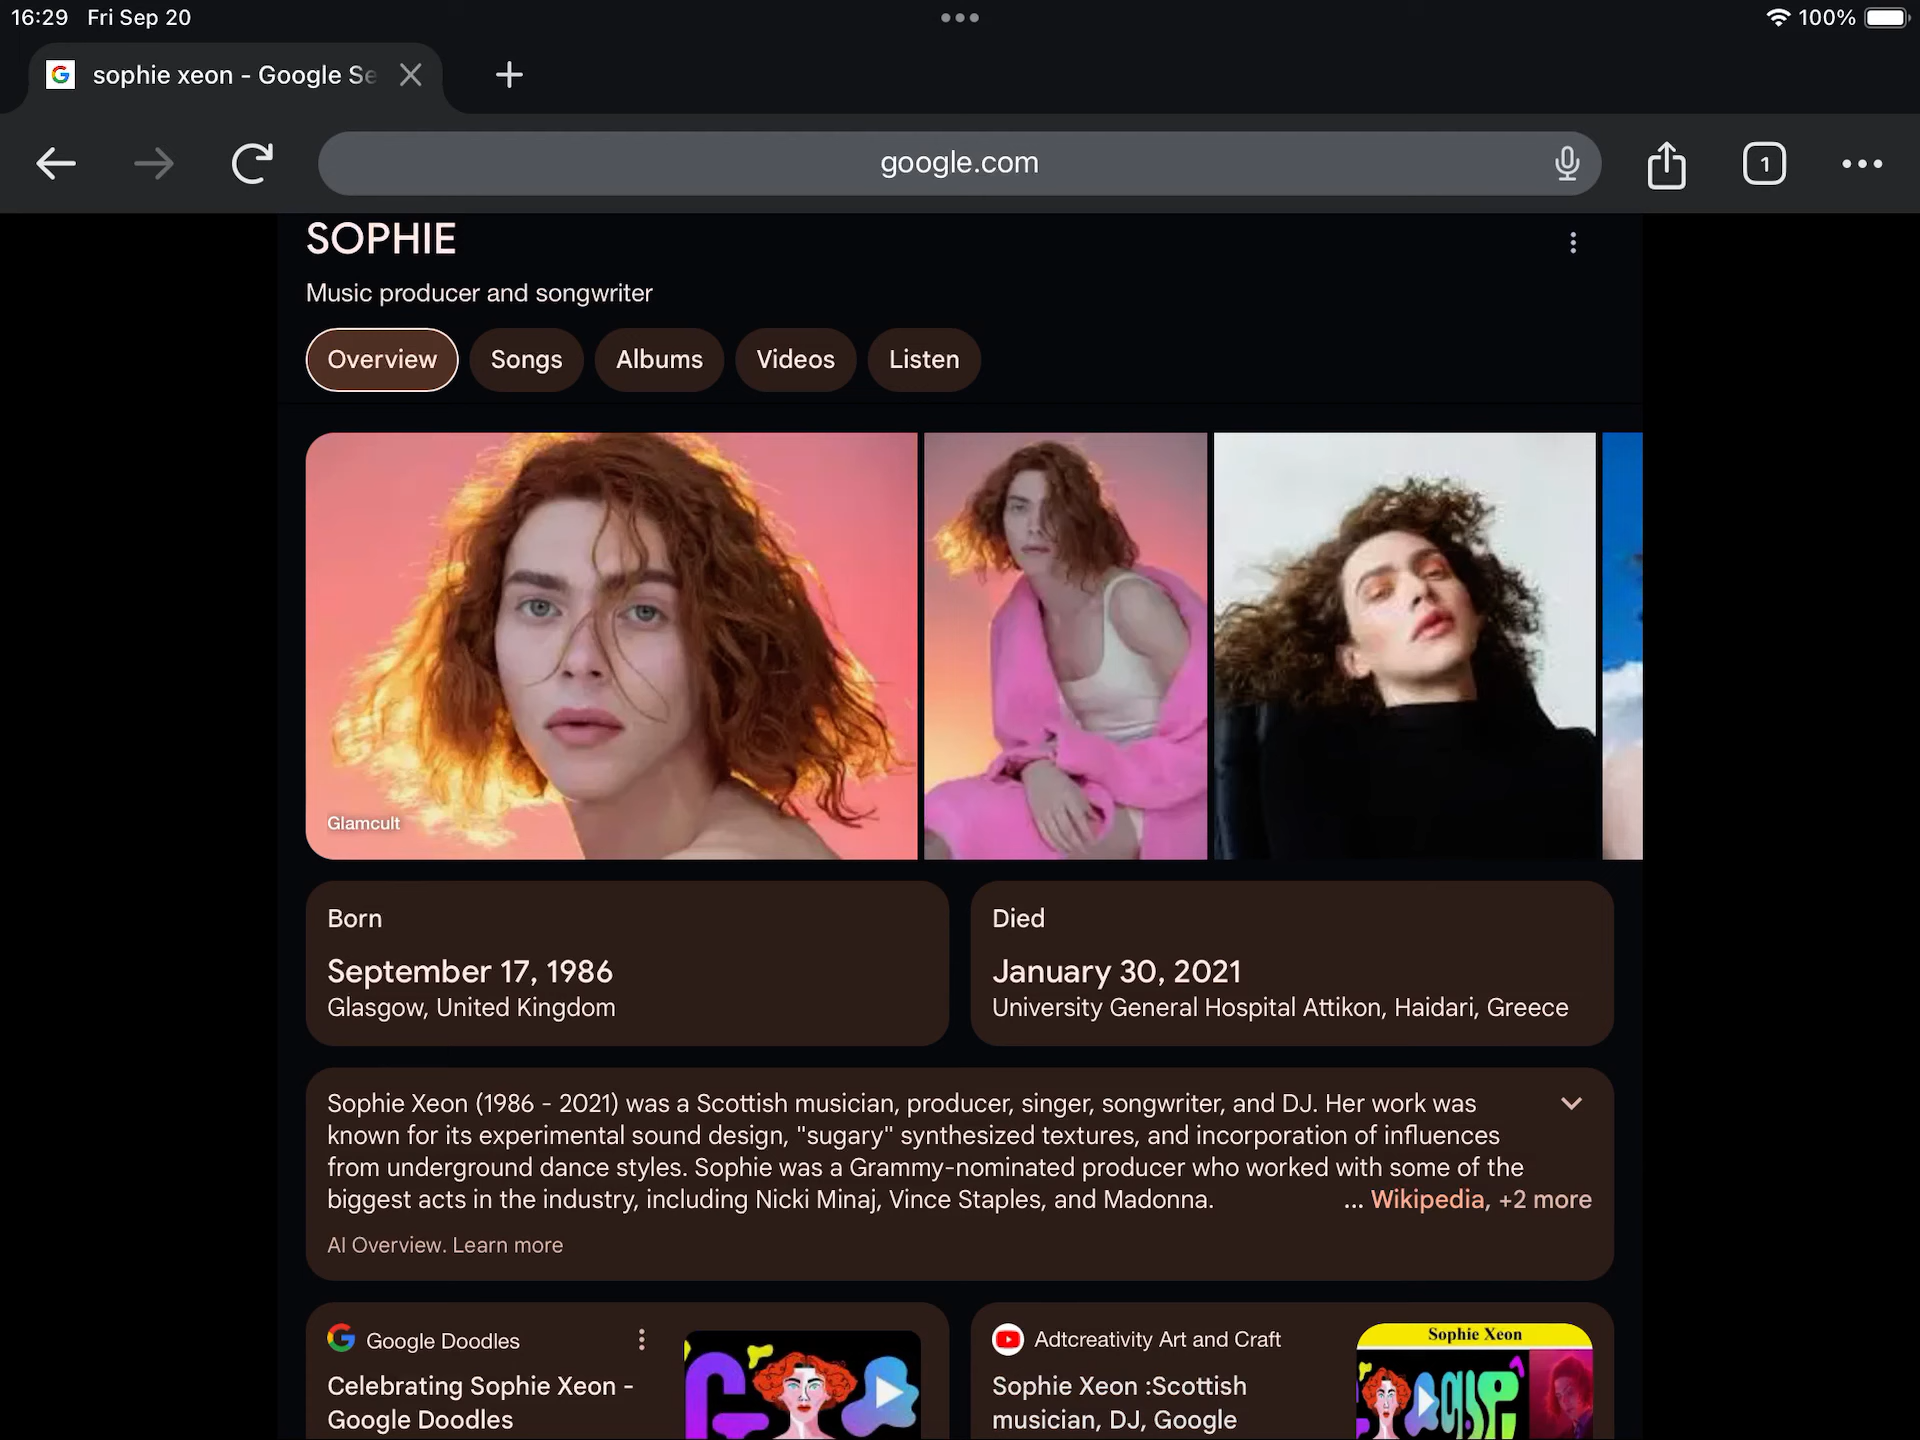 16:29 Fri Sep 20
100%
sophie xeon - Google Se
google.com
1
SOPHIE
Music producer and songwriter
Overview
Songs
Albums
Videos
Listen
Glamcult
Born
September 17, 1986
Glasgow, United Kingdom
Died
January 30, 2021
University General Hospital Attikon, Haidari, Greece
Sophie Xeon (1986 - 2021) was a Scottish musician, producer, singer, songwriter, and DJ. Her work was
known for its experimental sound design, "sugary" synthesized textures, and incorporation of influences
from underground dance styles. Sophie was a Grammy-nominated producer who worked with some of the
biggest acts in the industry, including Nicki Minaj, Vince Staples, and Madonna. ... Wikipedia, +2 more
AI Overview. Learn more
Google Doodles
Celebrating Sophie Xeon -
Google Doodles
Adtcreativity Art and Craft
Sophie Xeon :Scottish
musician, DJ, Google
Sophie Xeon